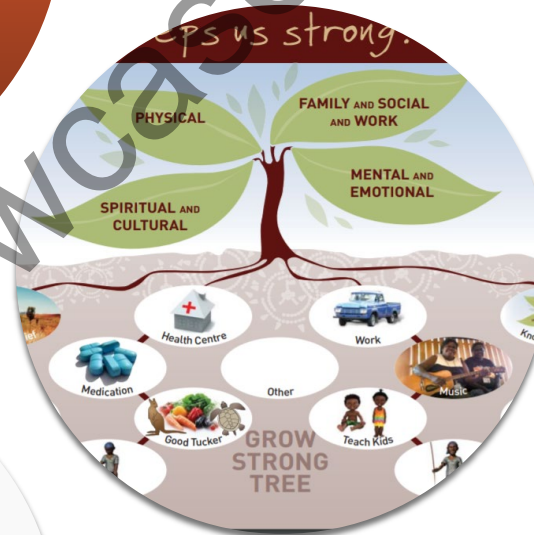 eps us strong.
PHYSICAL
FAMILY AND SOCIAL
AND WORK
MENTAL AND
EMOTIONAL
SPIRITUAL AND
CULTURAL
Health Centre
Work
Medication
Other
Music
Good Tucker
Teach Kids
GROW
STRONG
TREE